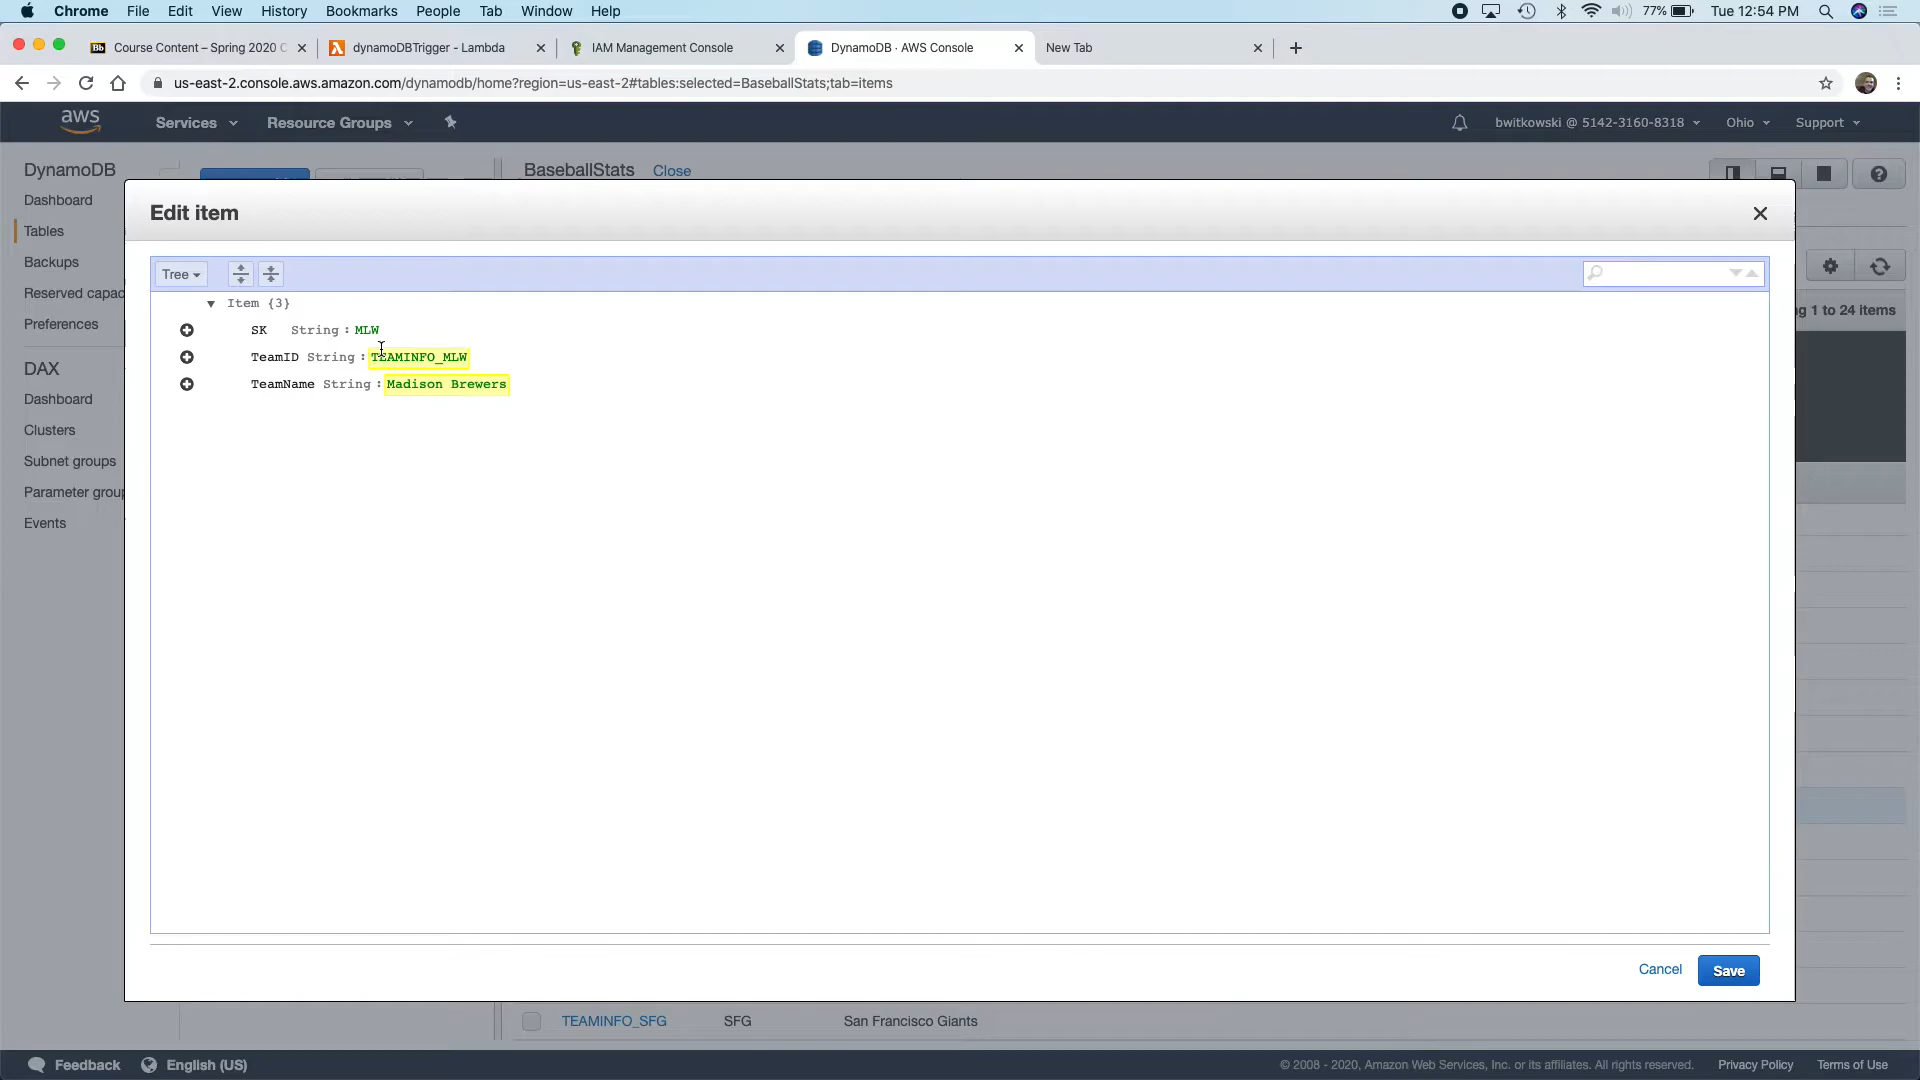 Chrome File Edit View History Bookmarks People Tab Window Help 77% Tue 12:54 PM
Course Content – Spring 2020 C
dynamoDBTrigger - Lambda
IAM Management Console
DynamoDB · AWS Console
New Tab
us-east-2.console.aws.amazon.com/dynamodb/home?region=us-east-2#tables:selected=BaseballStats;tab=items
aws Services Resource Groups bwitkowski @ 5142-3160-8318 Ohio Support
DynamoDB
Dashboard
Tables
Backups
Reserved capac
Preferences
DAX
Dashboard
Clusters
Subnet groups
Parameter group
Events
BaseballStats Close
g 1 to 24 items
Edit item
Tree
Item {3}
SK String : MLW
TeamID String : TEAMINFO_MLW
TeamName String : Madison Brewers
Cancel Save
TEAMINFO_SFG SFG San Francisco Giants
Feedback English (US) © 2008 - 2020, Amazon Web Services, Inc. or its affiliates. All rights reserved. Privacy Policy Terms of Use